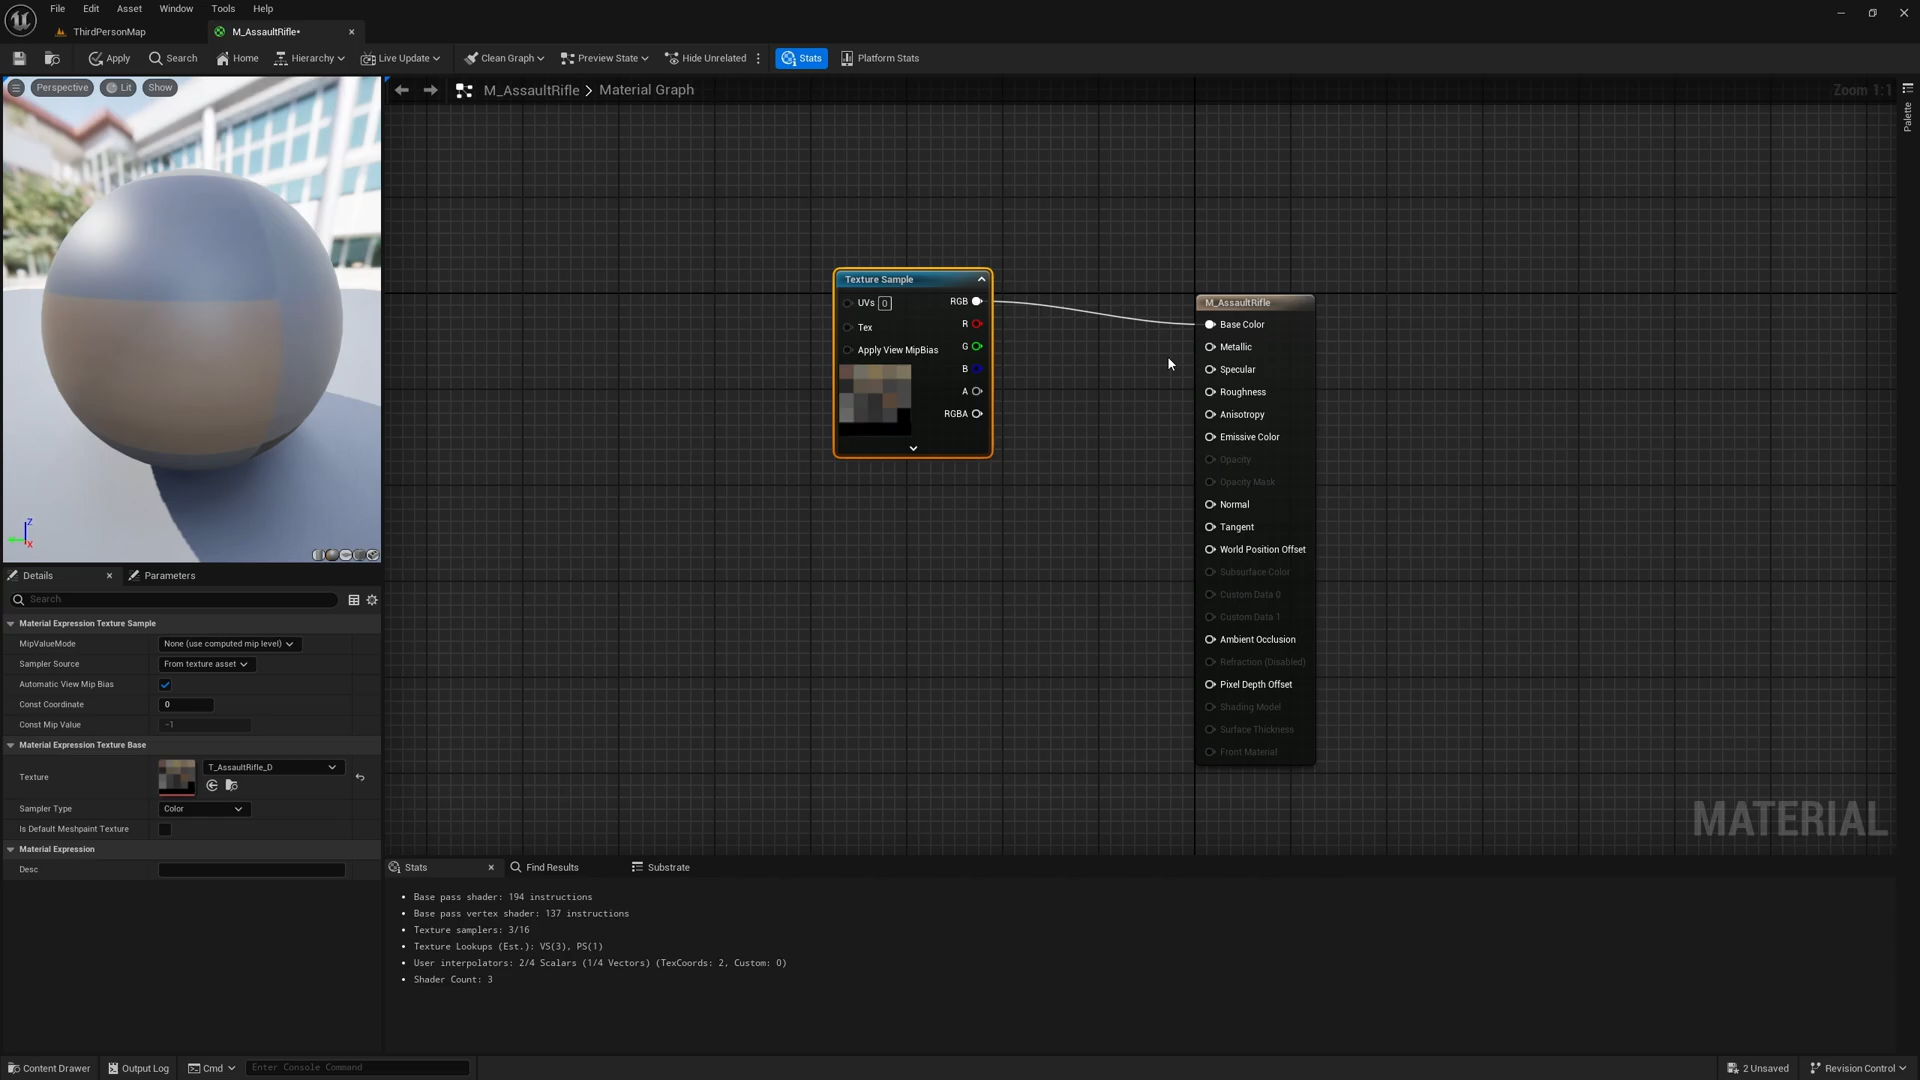 File Edit Asset Window Tools Help
ThirdPersonMap M_AssaultRifle•
Apply Search Home Hierarchy Live Update Clean Graph Preview State Hide Unrelated Stats Platform Stats
Perspective Lit Show
M_AssaultRifle > Material Graph
Zoom 1:1
Palette
Texture Sample
UVs 0 RGB
R
Tex
G
Apply View MipBias
B
A
RGBA
M_AssaultRifle
Base Color
Metallic
Specular
Roughness
Anisotropy
Emissive Color
Opacity
Opacity Mask
Normal
Tangent
World Position Offset
Subsurface Color
Custom Data 0
Custom Data 1
Ambient Occlusion
Refraction (Disabled)
Pixel Depth Offset
Shading Model
Surface Thickness
Front Material
MATERIAL
Z
X
Details Parameters
Search
Material Expression Texture Sample
MipValueMode None (use computed mip level)
Sampler Source From texture asset
Automatic View Mip Bias
Const Coordinate 0
Const Mip Value -1
Material Expression Texture Base
Texture T_AssaultRifle_D
Sampler Type Color
Is Default Meshpaint Texture
Material Expression
Desc
Stats Find Results Substrate
• Base pass shader: 194 instructions
• Base pass vertex shader: 137 instructions
• Texture samplers: 3/16
• Texture Lookups (Est.): VS(3), PS(1)
• User interpolators: 2/4 Scalars (1/4 Vectors) (TexCoords: 2, Custom: 0)
• Shader Count: 3
Content Drawer Output Log Cmd Enter Console Command 2 Unsaved Revision Control